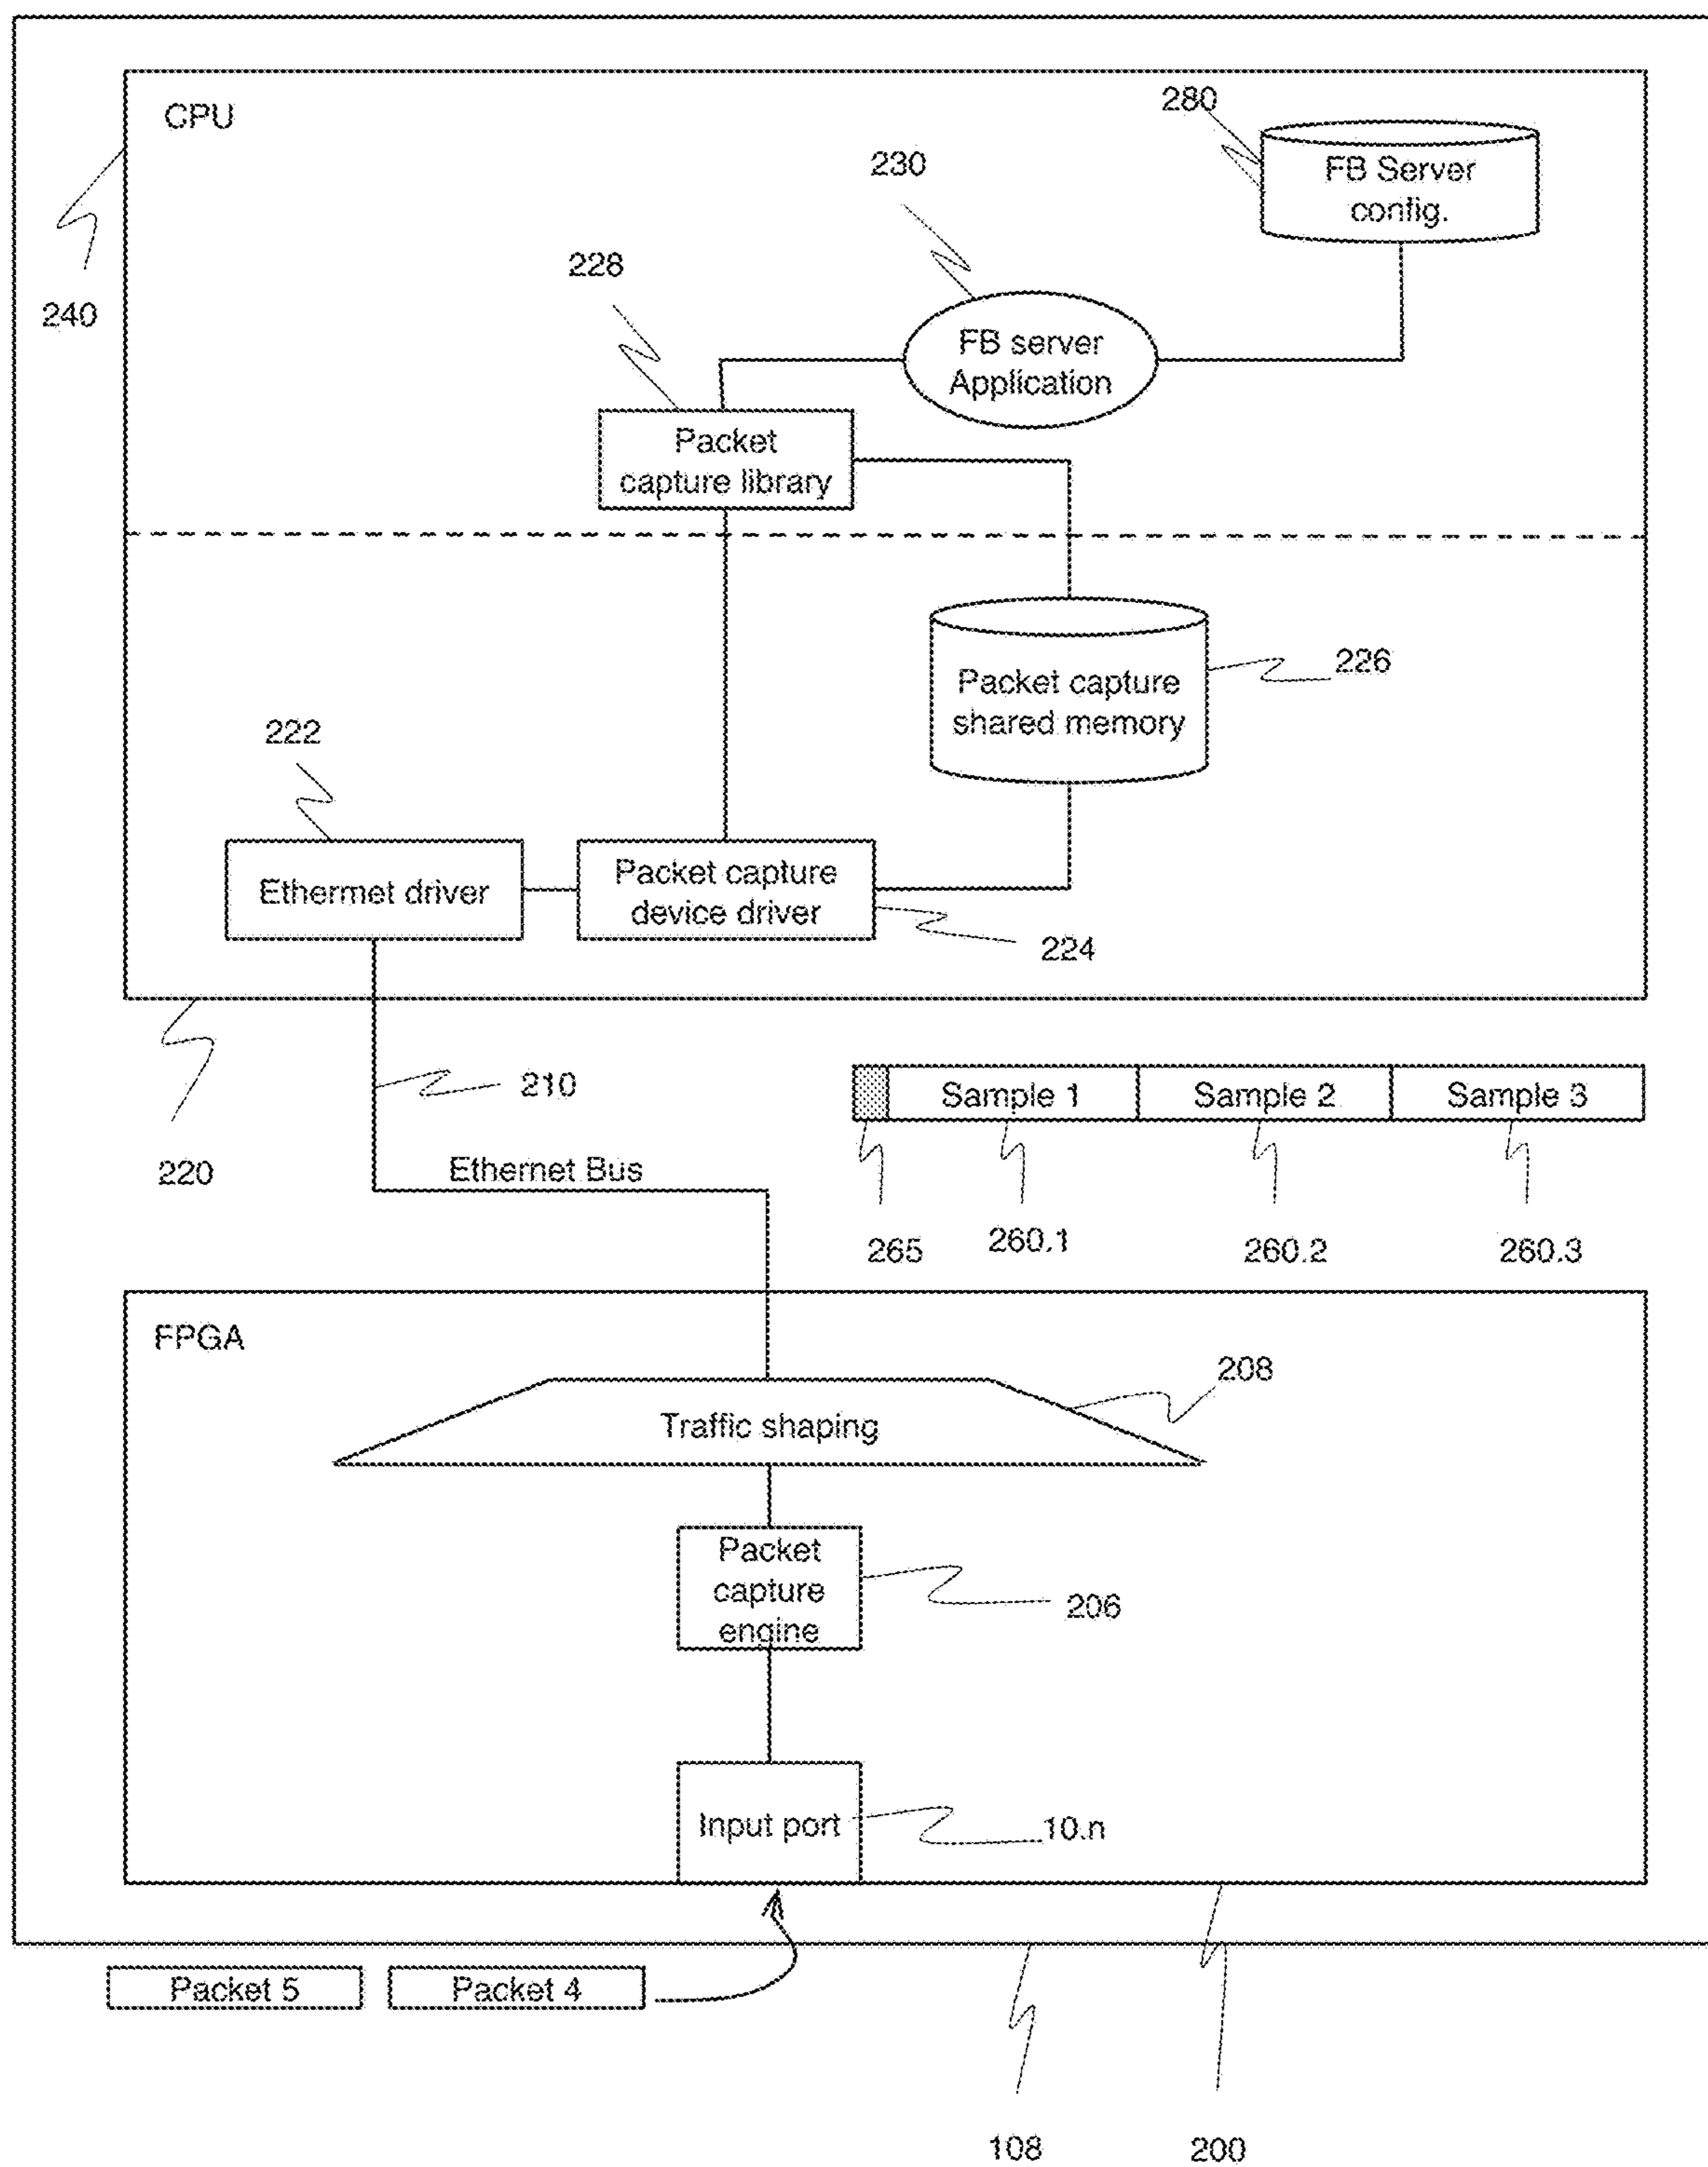 CPU
280
FB Server
config.
230
228
240
FB server
Application
Packet
capture library
226
Packet capture
shared memory
222
Ethermet driver
Packet capture
device driver
224
210
Sample 1
Sample 2
Sample 3
Ethernet Bus
220
265
260.1
260.2
260.3
FPGA
208
Traffic shaping
Packet
capture
engine
206
Input port
10.n
Packet 5
Packet 4
108
200